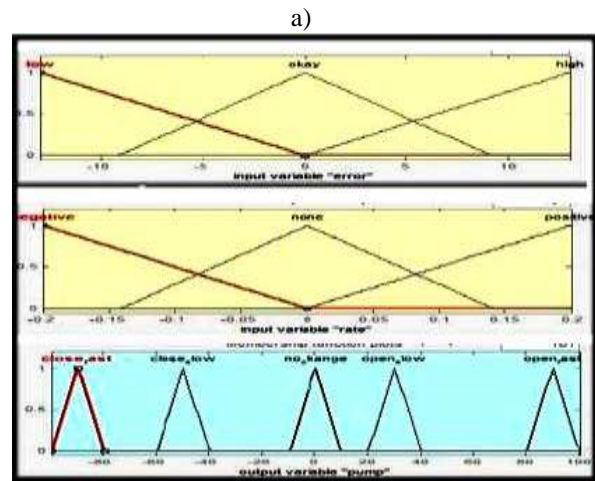 a)
low okay high
1
0.5
0
-10 -5 0 5 10
input variable "error"
negative none positive
1
0.5
0
-0.2 -0.15 -0.1 -0.05 0 0.05 0.1 0.15 0.2
input variable "rate"
close_fast close_slow no_change open_slow open_fast
1
0.5
0
-80 -60 -40 -20 0 20 40 60 80 100
output variable "pump"